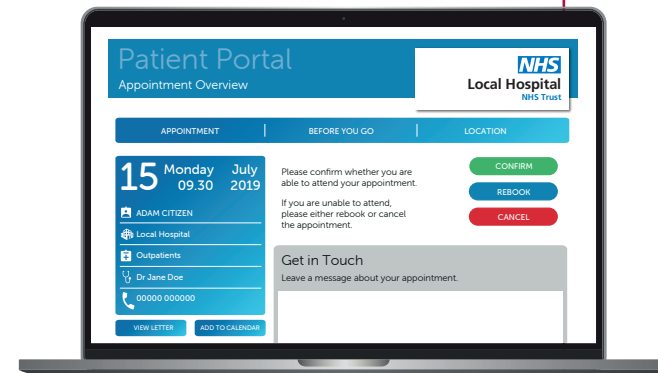 Patient Portal
Appointment Overview
NHS
Local Hospital
NHS Trust
APPOINTMENT
BEFORE YOU GO
LOCATION
15 Monday July
09.30 2019
ADAM CITIZEN
Local Hospital
Outpatients
Dr Jane Doe
00000 000000
VIEW LETTER
ADD TO CALENDAR
Please confirm whether you are
able to attend your appointment.
If you are unable to attend,
please either rebook or cancel
the appointment.
CONFIRM
REBOOK
CANCEL
Get in Touch
Leave a message about your appointment.